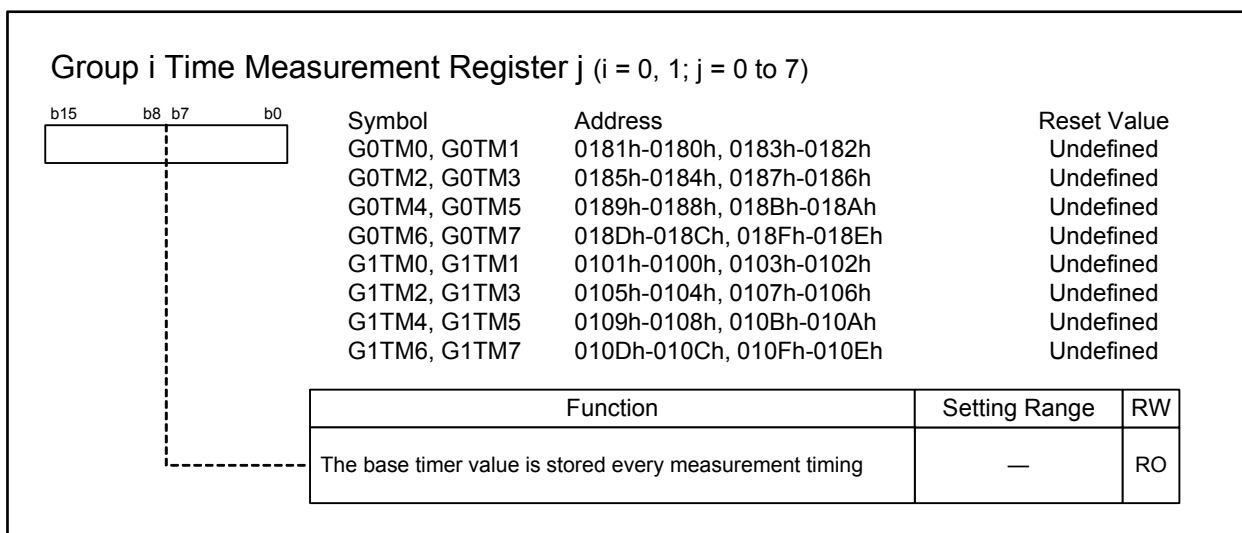 Group i Time Measurement Register j (i = 0, 1; j = 0 to 7)
b15 b8 b7 b0
Symbol Address Reset Value
G0TM0, G0TM1 0181h-0180h, 0183h-0182h Undefined
G0TM2, G0TM3 0185h-0184h, 0187h-0186h Undefined
G0TM4, G0TM5 0189h-0188h, 018Bh-018Ah Undefined
G0TM6, G0TM7 018Dh-018Ch, 018Fh-018Eh Undefined
G1TM0, G1TM1 0101h-0100h, 0103h-0102h Undefined
G1TM2, G1TM3 0105h-0104h, 0107h-0106h Undefined
G1TM4, G1TM5 0109h-0108h, 010Bh-010Ah Undefined
G1TM6, G1TM7 010Dh-010Ch, 010Fh-010Eh Undefined
Function Setting Range RW
The base timer value is stored every measurement timing — RO